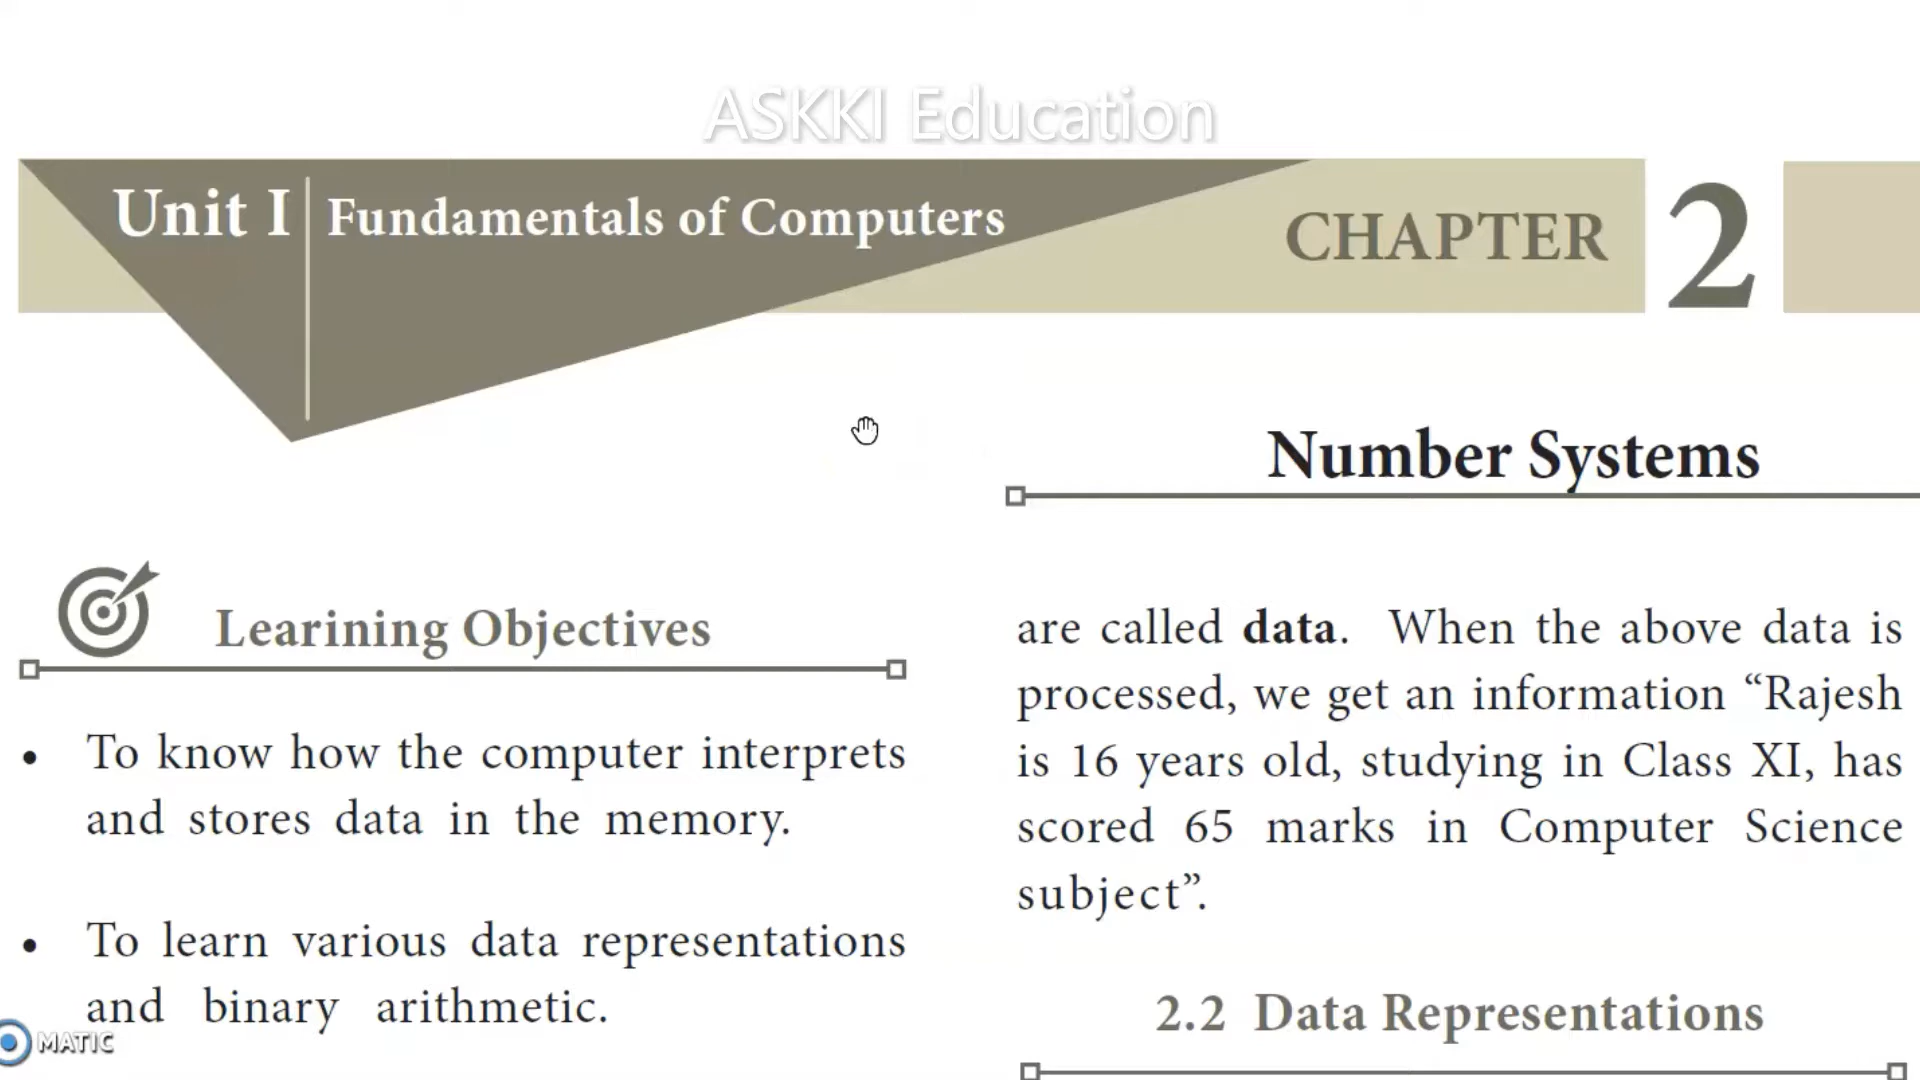 ASKKI Education
Unit I Fundamentals of Computers
CHAPTER 2
Number Systems
Learining Objectives
• To know how the computer interprets
and stores data in the memory.
• To learn various data representations
and binary arithmetic.
are called data. When the above data is
processed, we get an information “Rajesh
is 16 years old, studying in Class XI, has
scored 65 marks in Computer Science
subject”.
2.2 Data Representations
MATIC